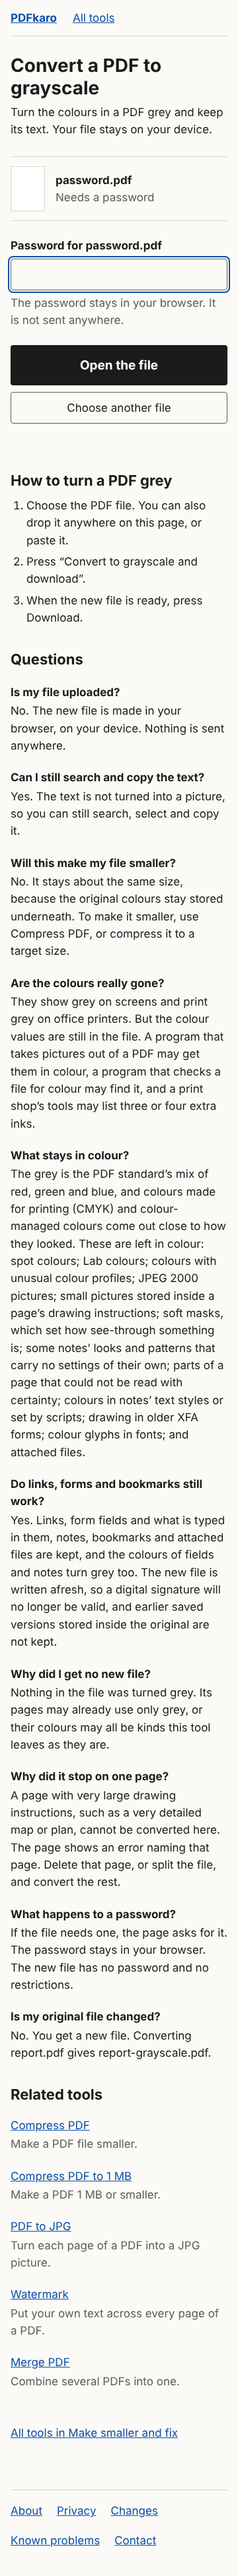 PDFkaro All tools
Convert a PDF to
grayscale
Turn the colours in a PDF grey and keep
its text. Your file stays on your device.
password.pdf
Needs a password
Password for password.pdf
The password stays in your browser. It
is not sent anywhere.
Open the file
Choose another file
How to turn a PDF grey
1. Choose the PDF file. You can also
drop it anywhere on this page, or
paste it.
2. Press “Convert to grayscale and
download”.
3. When the new file is ready, press
Download.
Questions
Is my file uploaded?
No. The new file is made in your
browser, on your device. Nothing is sent
anywhere.
Can I still search and copy the text?
Yes. The text is not turned into a picture,
so you can still search, select and copy
it.
Will this make my file smaller?
No. It stays about the same size,
because the original colours stay stored
underneath. To make it smaller, use
Compress PDF, or compress it to a
target size.
Are the colours really gone?
They show grey on screens and print
grey on office printers. But the colour
values are still in the file. A program that
takes pictures out of a PDF may get
them in colour, a program that checks a
file for colour may find it, and a print
shop’s tools may list three or four extra
inks.
What stays in colour?
The grey is the PDF standard’s mix of
red, green and blue, and colours made
for printing (CMYK) and colour-
managed colours come out close to how
they looked. These are left in colour:
spot colours; Lab colours; colours with
unusual colour profiles; JPEG 2000
pictures; small pictures stored inside a
page’s drawing instructions; soft masks,
which set how see-through something
is; some notes’ looks and patterns that
carry no settings of their own; parts of a
page that could not be read with
certainty; colours in notes’ text styles or
set by scripts; drawing in older XFA
forms; colour glyphs in fonts; and
attached files.
Do links, forms and bookmarks still
work?
Yes. Links, form fields and what is typed
in them, notes, bookmarks and attached
files are kept, and the colours of fields
and notes turn grey too. The new file is
written afresh, so a digital signature will
no longer be valid, and earlier saved
versions stored inside the original are
not kept.
Why did I get no new file?
Nothing in the file was turned grey. Its
pages may already use only grey, or
their colours may all be kinds this tool
leaves as they are.
Why did it stop on one page?
A page with very large drawing
instructions, such as a very detailed
map or plan, cannot be converted here.
The page shows an error naming that
page. Delete that page, or split the file,
and convert the rest.
What happens to a password?
If the file needs one, the page asks for it.
The password stays in your browser.
The new file has no password and no
restrictions.
Is my original file changed?
No. You get a new file. Converting
report.pdf gives report-grayscale.pdf.
Related tools
Compress PDF
Make a PDF file smaller.
Compress PDF to 1 MB
Make a PDF 1 MB or smaller.
PDF to JPG
Turn each page of a PDF into a JPG
picture.
Watermark
Put your own text across every page of
a PDF.
Merge PDF
Combine several PDFs into one.
All tools in Make smaller and fix
About Privacy Changes
Known problems Contact